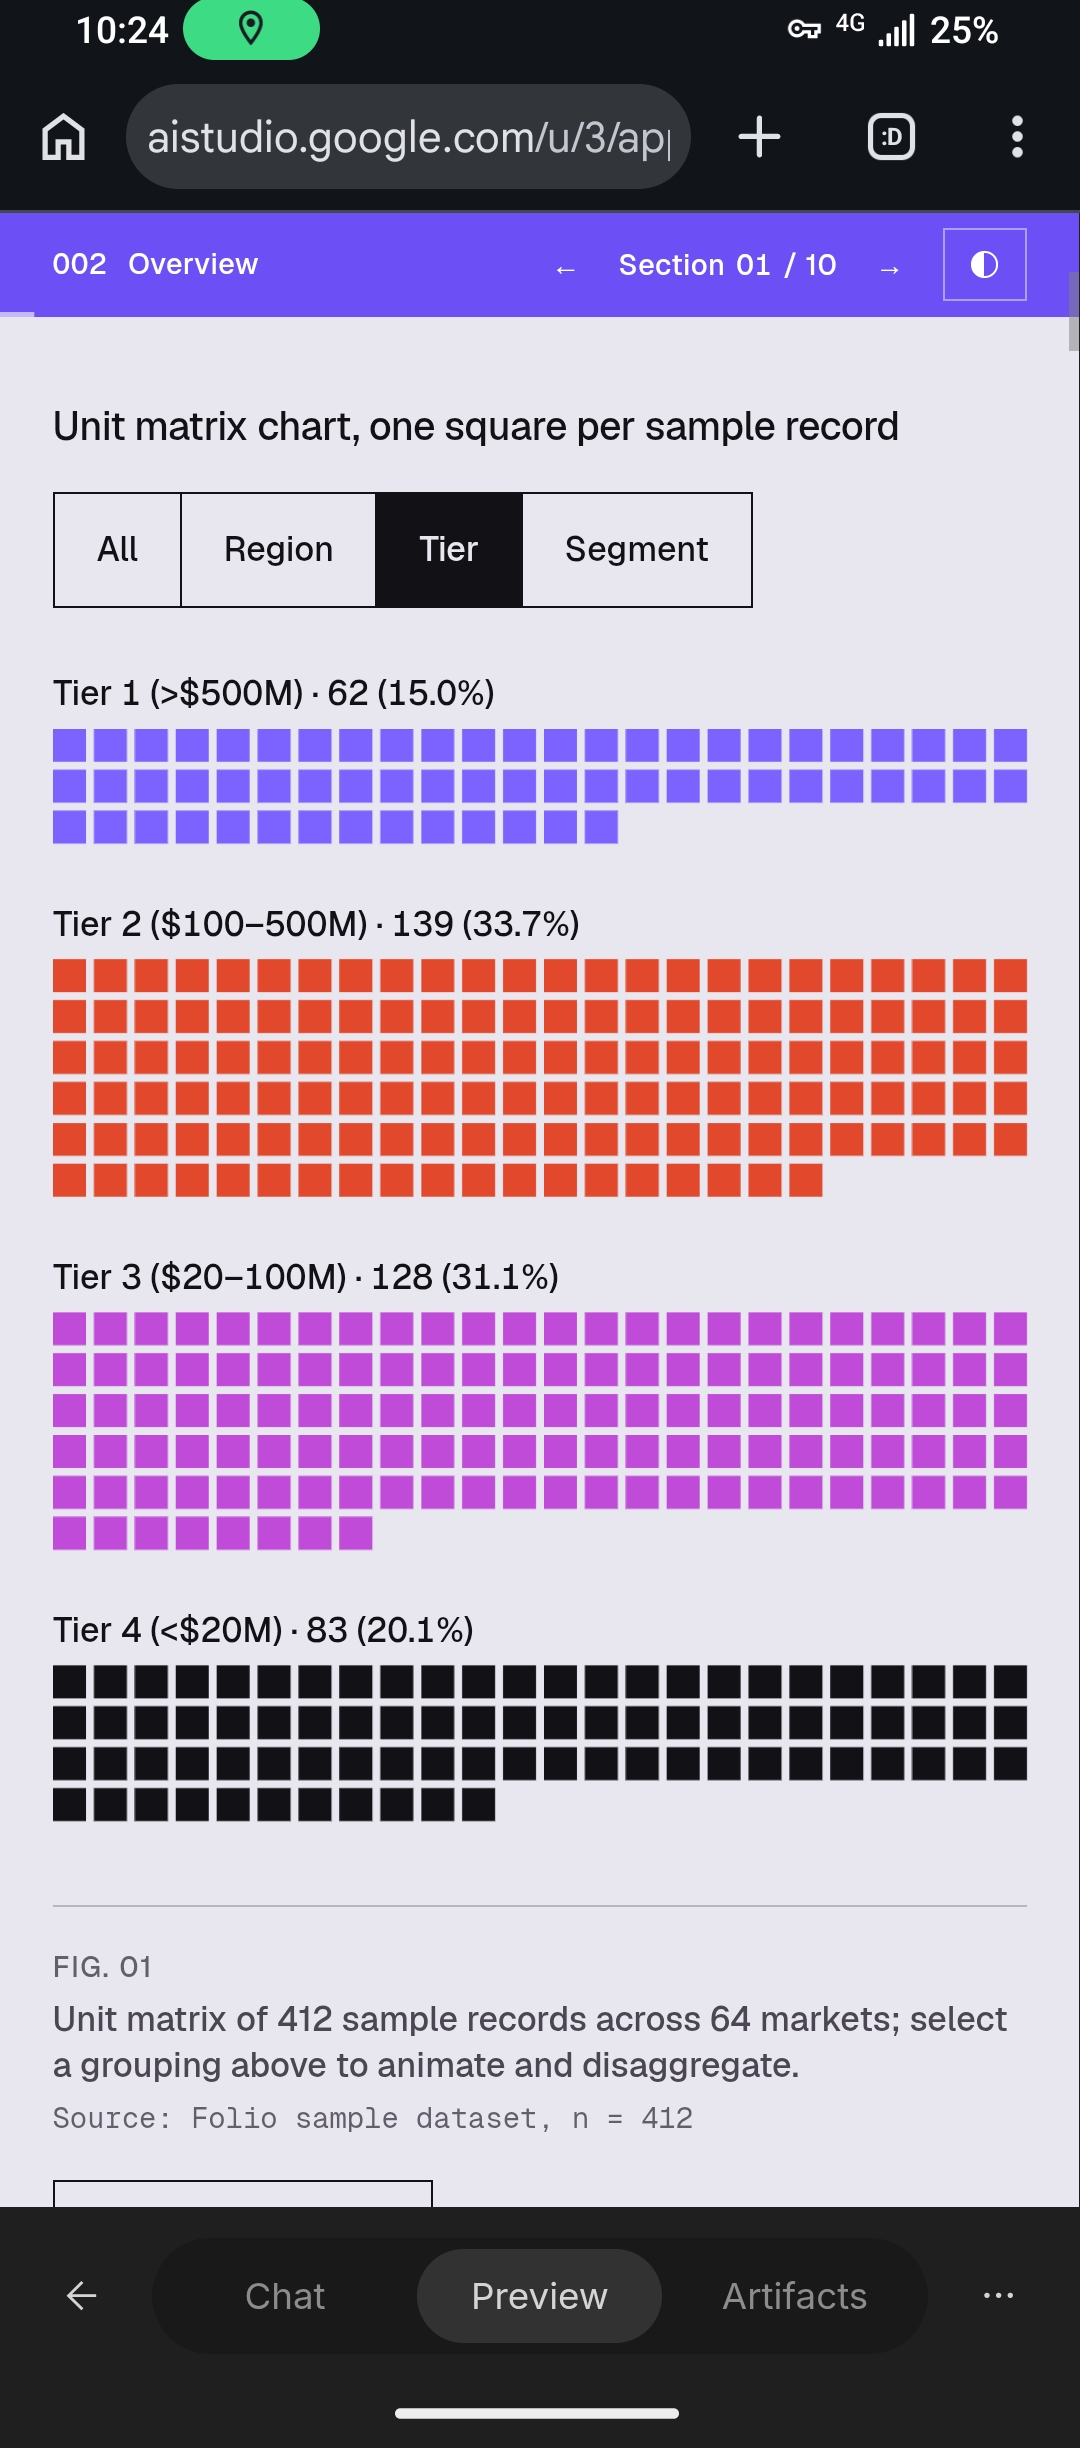 10:24
4G
25%
aistudio.google.com/u/3/ap
:D
002 Overview
← Section 01 / 10 →
Unit matrix chart, one square per sample record
All
Region
Tier
Segment
Tier 1 (>$500M) · 62 (15.0%)
Tier 2 ($100–500M) · 139 (33.7%)
Tier 3 ($20–100M) · 128 (31.1%)
Tier 4 (<$20M) · 83 (20.1%)
FIG. 01
Unit matrix of 412 sample records across 64 markets; select
a grouping above to animate and disaggregate.
Source: Folio sample dataset, n = 412
Chat
Preview
Artifacts